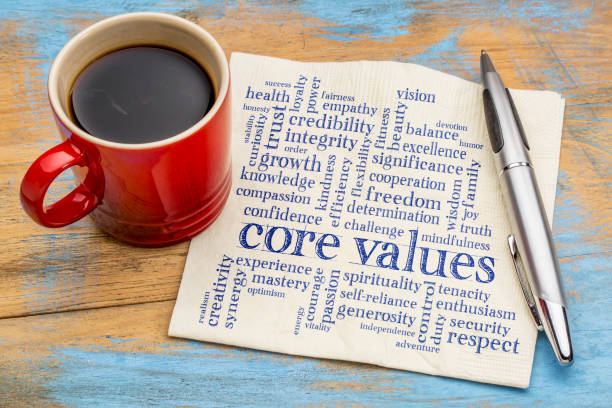 success
loyalty
power
fairness
vision
health
empathy
fitness
beauty
devotion
honesty
trust
credibility
balance
humor
stability
curiosity
integrity
flexibility
excellence
family
order
growth
significance
kindness
efficiency
cooperation
knowledge
wisdom
compassion
freedom
joy
determination
confidence
truth
challenge
mindfulness
core values
creativity
experience
spirituality
synergy
mastery
courage
passion
control
tenacity
realism
optimism
self-reliance
enthusiasm
energy
vitality
generosity
duty
security
independence
respect
adventure